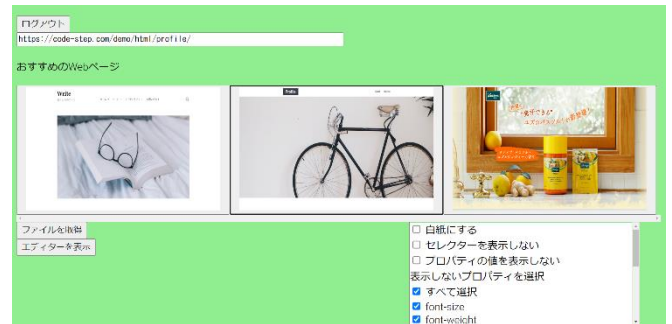 ログアウト
https://code-step.com/demo/html/profile/
おすすめのWebページ
Write
Profile
ファイルを取得
エディターを表示
白紙にする
セレクターを表示しない
プロパティの値を表示しない
表示しないプロパティを選択
すべて選択
font-size
font-weight